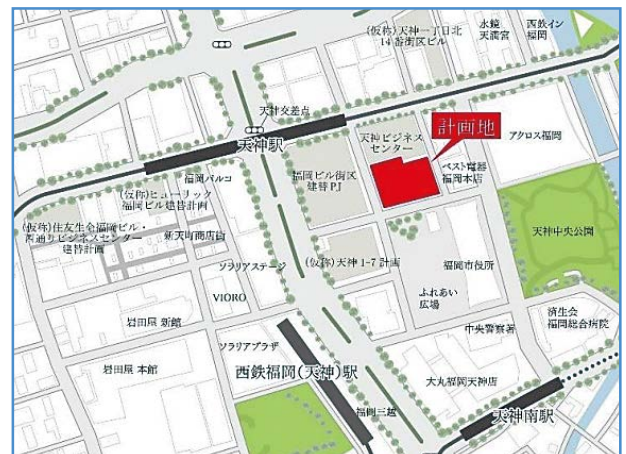 (仮称)天神一丁目北
14番街区ビル
水鏡
天満宮
西鉄イン
福岡
天神交差点
天神駅
天神ビジネス
センター
計画地
アクロス福岡
福岡パルコ
福岡ビル街区
建替PJ
ベスト電器
福岡本店
(仮称)ヒューリック
福岡ビル建替計画
(仮称)住友生命福岡ビル・
西通りビジネスセンター
建替計画
新天町商店街
天神中央公園
ソラリアステージ
(仮称)天神1-7計画
福岡市役所
VIORO
ふれあい
広場
岩田屋 新館
中央警察署
済生会
福岡総合病院
ソラリアプラザ
岩田屋 本館
西鉄福岡(天神)駅
大丸福岡天神店
福岡三越
天神南駅